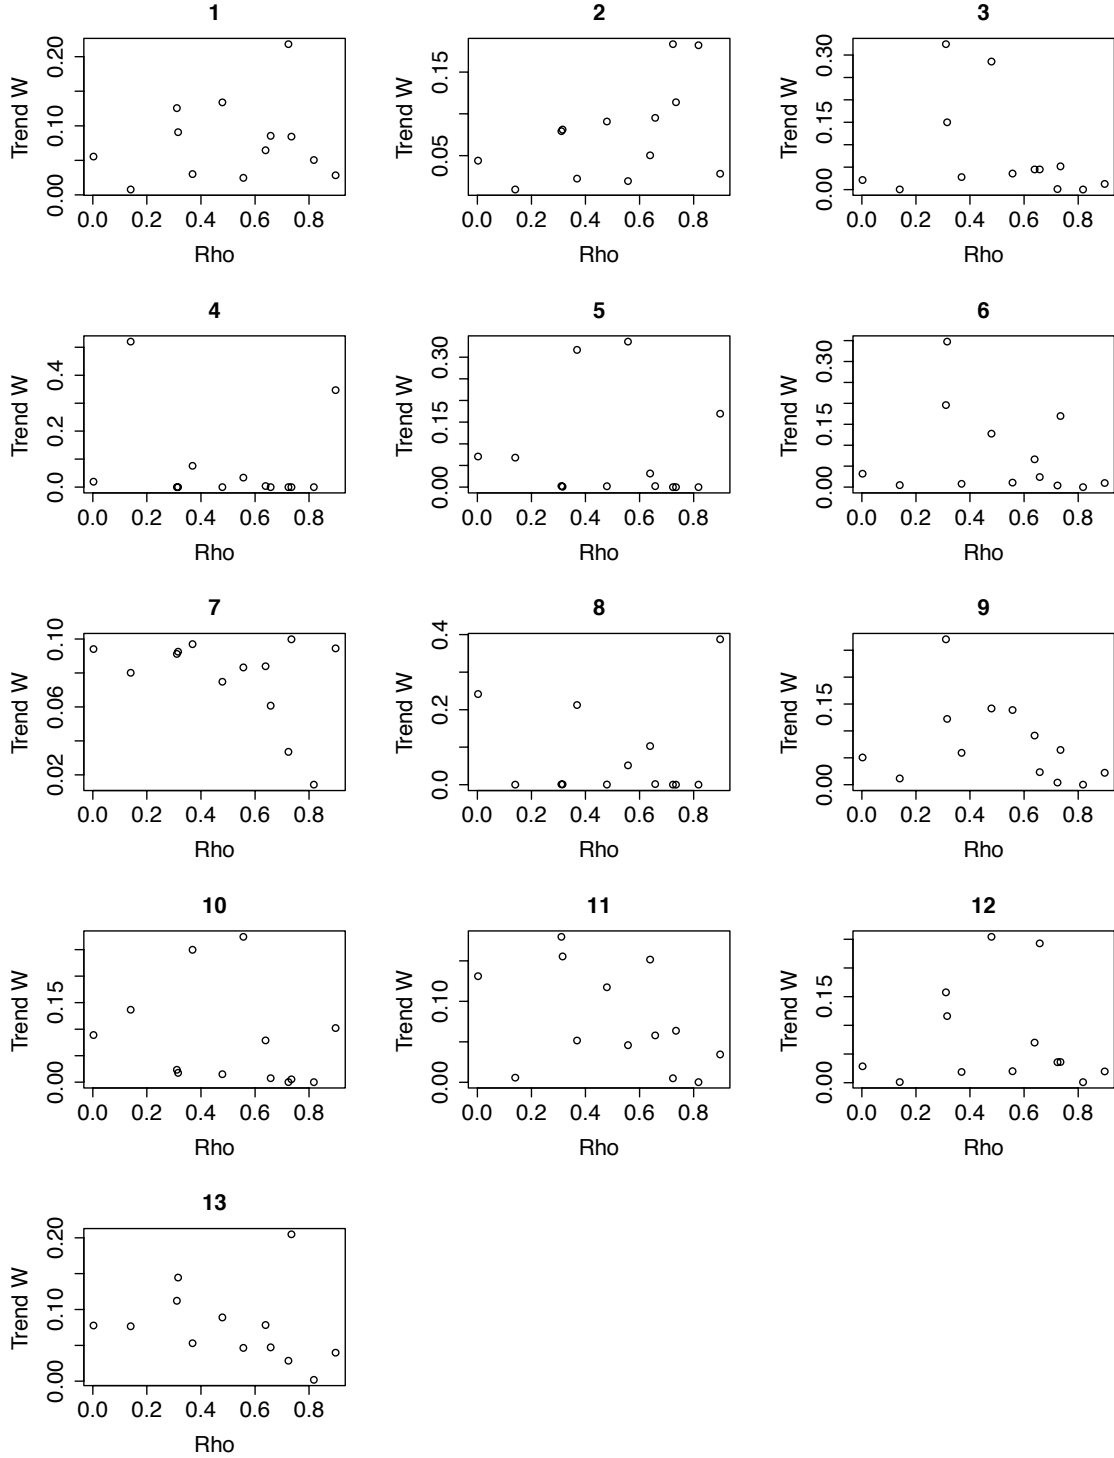 1 2 3
Trend W 0.00 0.10 0.20 Trend W 0.05 0.15 Trend W 0.00 0.15 0.30
0.0 0.2 0.4 0.6 0.8 0.0 0.2 0.4 0.6 0.8 0.0 0.2 0.4 0.6 0.8
Rho Rho Rho
4 5 6
Trend W 0.0 0.2 0.4 Trend W 0.00 0.15 0.30 Trend W 0.00 0.15 0.30
0.0 0.2 0.4 0.6 0.8 0.0 0.2 0.4 0.6 0.8 0.0 0.2 0.4 0.6 0.8
Rho Rho Rho
7 8 9
Trend W 0.02 0.06 0.10 Trend W 0.0 0.2 0.4 Trend W 0.00 0.15
0.0 0.2 0.4 0.6 0.8 0.0 0.2 0.4 0.6 0.8 0.0 0.2 0.4 0.6 0.8
Rho Rho Rho
10 11 12
Trend W 0.00 0.15 Trend W 0.00 0.10 Trend W 0.00 0.15
0.0 0.2 0.4 0.6 0.8 0.0 0.2 0.4 0.6 0.8 0.0 0.2 0.4 0.6 0.8
Rho Rho Rho
13
Trend W 0.00 0.10 0.20
0.0 0.2 0.4 0.6 0.8
Rho